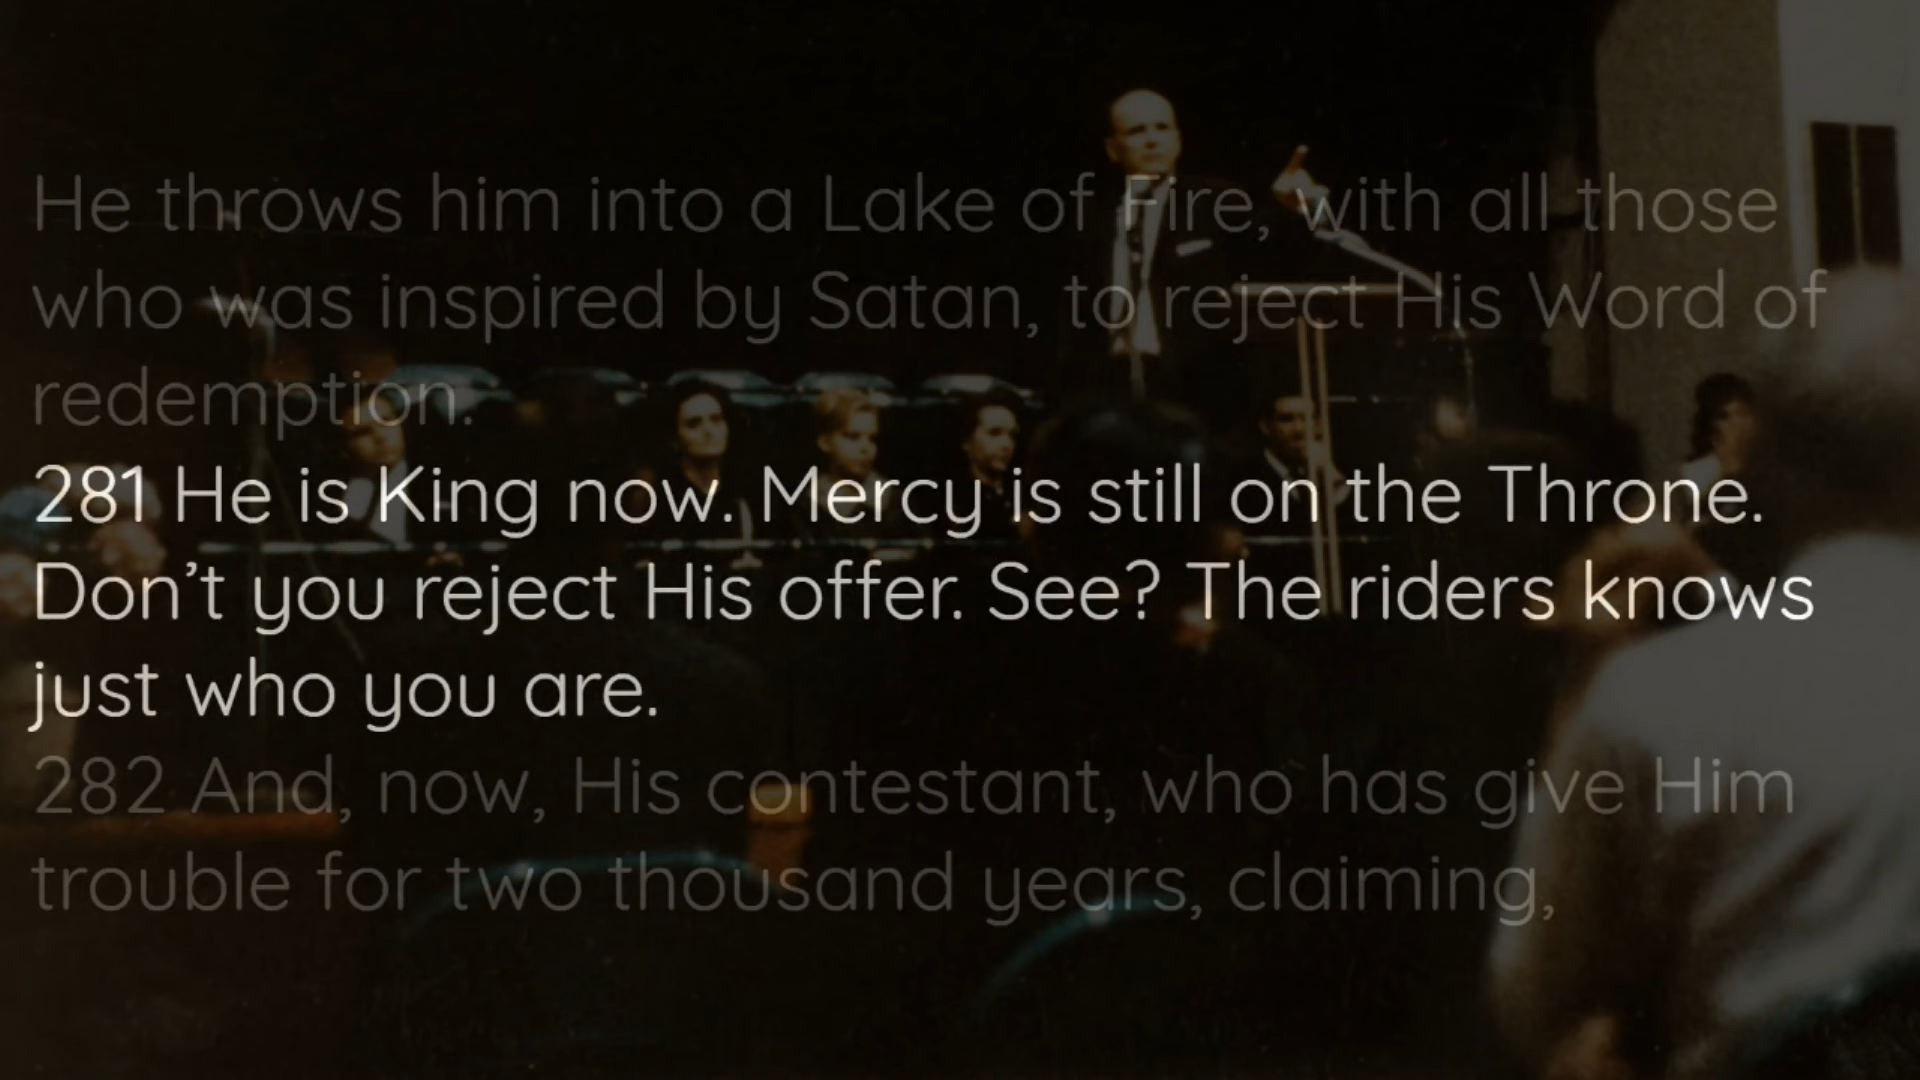 He throws him into a Lake of Fire, with all those
who was inspired by Satan, to reject His Word of
redemption.
281 He is King now. Mercy is still on the Throne.
Don’t you reject His offer. See? The riders knows
just who you are.
282 And, now, His contestant, who has give Him
trouble for two thousand years, claiming,